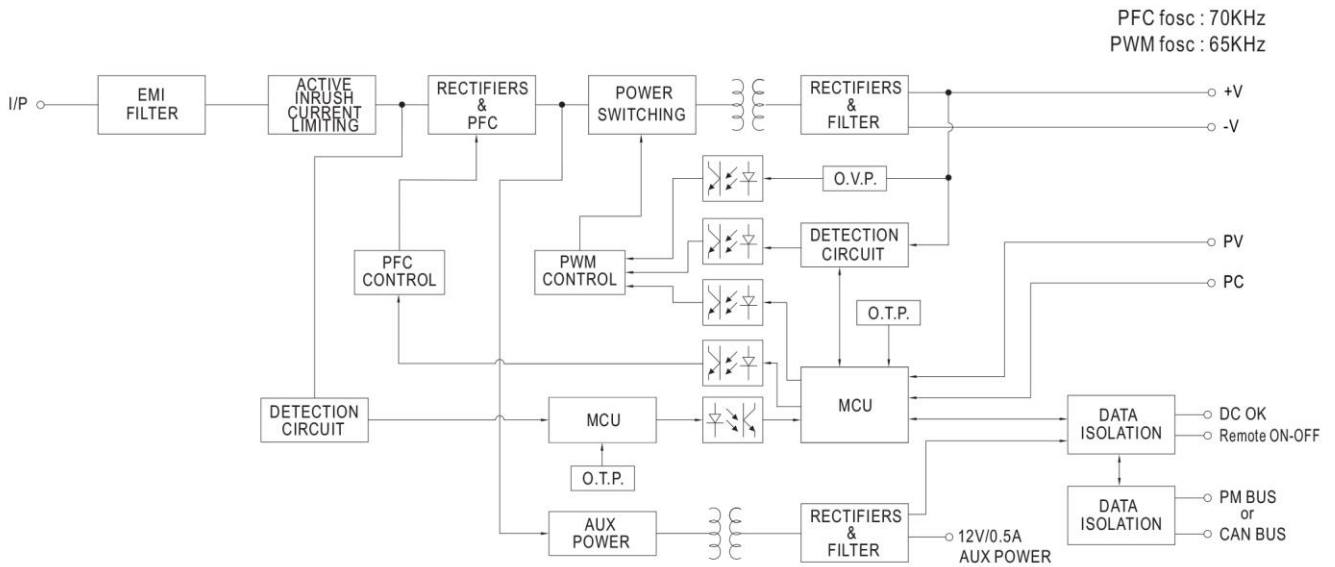 PFC fosc : 70KHz
PWM fosc : 65KHz
I/P
EMI
FILTER
ACTIVE
INRUSH
CURRENT
LIMITING
RECTIFIERS
&
PFC
POWER
SWITCHING
RECTIFIERS
&
FILTER
+V
-V
O.V.P.
PFC
CONTROL
PWM
CONTROL
DETECTION
CIRCUIT
PV
PC
O.T.P.
DETECTION
CIRCUIT
MCU
MCU
DATA
ISOLATION
DC OK
Remote ON-OFF
O.T.P.
AUX
POWER
RECTIFIERS
&
FILTER
12V/0.5A
AUX POWER
DATA
ISOLATION
PM BUS
or
CAN BUS